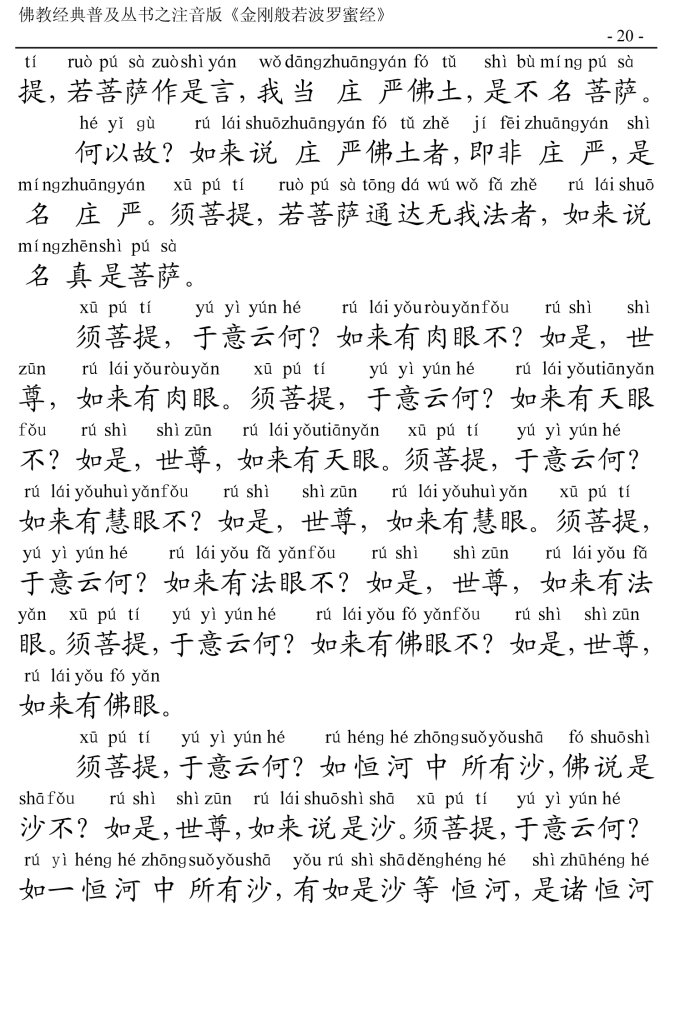 佛教经典普及丛书之注音版《金刚般若波罗蜜经》
- 20 -
tí ruò pú sà zuò shì yán wǒ dāng zhuāng yán fó tǔ shì bù míng pú sà
提，若菩萨作是言，我当庄严佛土，是不名菩萨。
hé yǐ gù rú lái shuō zhuāng yán fó tǔ zhě jí fēi zhuāng yán shì
何以故？如来说庄严佛土者，即非庄严，是
míng zhuāng yán xū pú tí ruò pú sà tōng dá wú wǒ fǎ zhě rú lái shuō
名庄严。须菩提，若菩萨通达无我法者，如来说
míng zhēn shì pú sà
名真是菩萨。
xū pú tí yú yì yún hé rú lái yǒu ròu yǎn fǒu rú shì shì
须菩提，于意云何？如来有肉眼不？如是，世
zūn rú lái yǒu ròu yǎn xū pú tí yú yì yún hé rú lái yǒu tiān yǎn
尊，如来有肉眼。须菩提，于意云何？如来有天眼
fǒu rú shì shì zūn rú lái yǒu tiān yǎn xū pú tí yú yì yún hé
不？如是，世尊，如来有天眼。须菩提，于意云何？
rú lái yǒu huì yǎn fǒu rú shì shì zūn rú lái yǒu huì yǎn xū pú tí
如来有慧眼不？如是，世尊，如来有慧眼。须菩提，
yú yì yún hé rú lái yǒu fǎ yǎn fǒu rú shì shì zūn rú lái yǒu fǎ
于意云何？如来有法眼不？如是，世尊，如来有法
yǎn xū pú tí yú yì yún hé rú lái yǒu fó yǎn fǒu rú shì shì zūn
眼。须菩提，于意云何？如来有佛眼不？如是，世尊，
rú lái yǒu fó yǎn
如来有佛眼。
xū pú tí yú yì yún hé rú héng hé zhōng suǒ yǒu shā fó shuō shì
须菩提，于意云何？如恒河中所有沙，佛说是
shā fǒu rú shì shì zūn rú lái shuō shì shā xū pú tí yú yì yún hé
沙不？如是，世尊，如来说是沙。须菩提，于意云何？
rú yì héng hé zhōng suǒ yǒu shā yǒu rú shì shā děng héng hé shì zhū héng hé
如一恒河中所有沙，有如是沙等恒河，是诸恒河